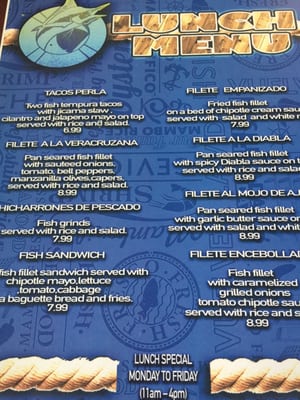 LUNCH
MENU
TACOS PERLA
Two fish tempura tacos
with jicama slaw
cilantro and jalapeno mayo on top
served with rice and salad.
6.99
FILETE A LA VERACRUZANA
Pan seared fish fillet
with sauteed onions,
tomato, bell peppers,
manzanilla olives,capers,
served with rice and salad.
8.99
HICHARRONES DE PESCADO
Fish grinds
served with rice and salad.
7.99
FISH SANDWICH
fish fillet sandwich served with
chipotle mayo,lettuce
,tomato,cabbage
a baguette bread and fries.
7.99
FILETE EMPANIZADO
Fried fish fillet
on a bed of chipotle cream sau
served with salad and white r
7.99
FILETE A LA DIABLA
Pan seared fish fillet
with spicy Diabla sauce on t
served with rice and sala
8.99
FILETE AL MOJO DE AJ
Pan seared fish fillet
with garlic butter sauce o
served with salad and whit
8.99
FILETE ENCEBOLLA
Fish fillet
with caramelized
grilled onions
tomato chipotle sau
served with rice and s
8.99
LUNCH SPECIAL
MONDAY TO FRIDAY
(11am – 4pm)